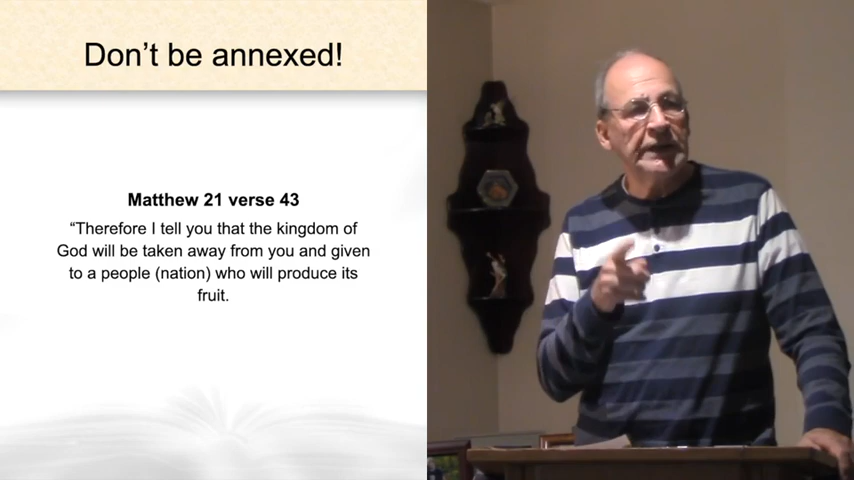 Don’t be annexed!
Matthew 21 verse 43
“Therefore I tell you that the kingdom of
God will be taken away from you and given
to a people (nation) who will produce its
fruit.